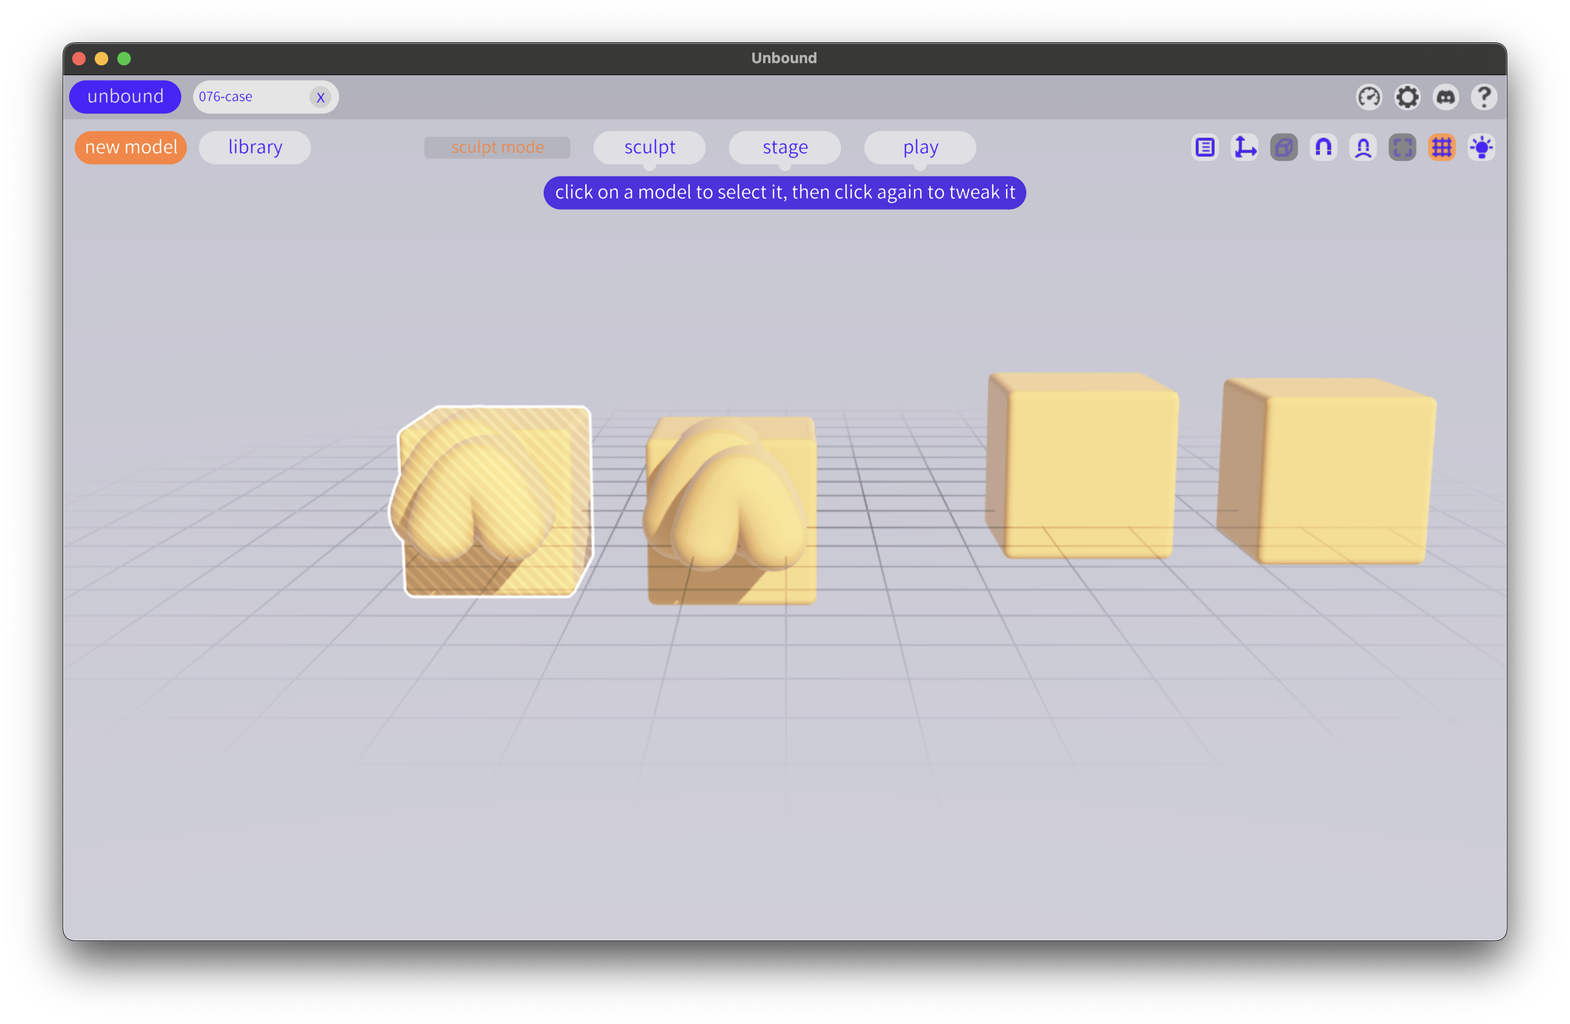 Unbound
unbound
076-case
X
new model
library
sculpt mode
sculpt
stage
play
click on a model to select it, then click again to tweak it
?